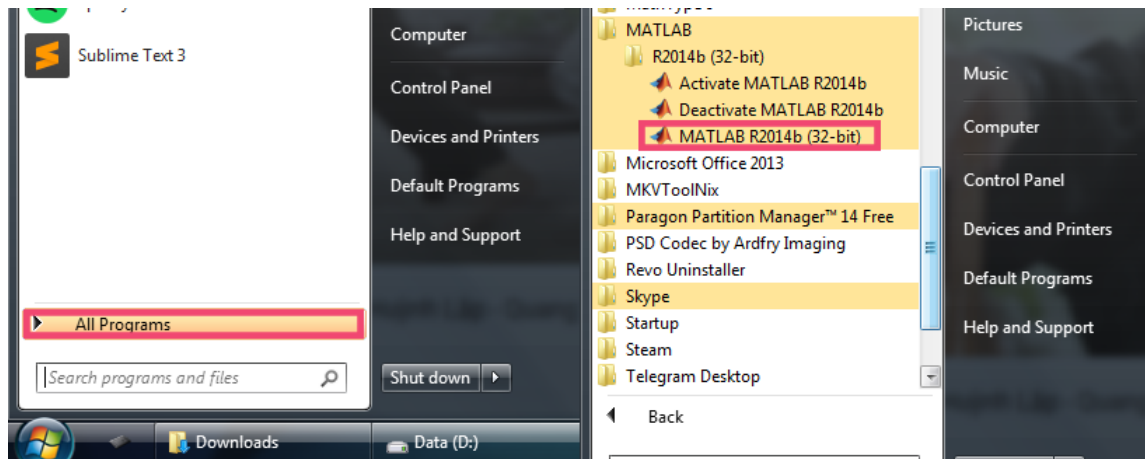 Sublime Text 3
All Programs
Search programs and files
Computer
Control Panel
Devices and Printers
Default Programs
Help and Support
Shut down
Downloads
Data (D:)
MATLAB
R2014b (32-bit)
Activate MATLAB R2014b
Deactivate MATLAB R2014b
MATLAB R2014b (32-bit)
Microsoft Office 2013
MKVToolNix
Paragon Partition Manager™ 14 Free
PSD Codec by Ardfry Imaging
Revo Uninstaller
Skype
Startup
Steam
Telegram Desktop
Back
Pictures
Music
Computer
Control Panel
Devices and Printers
Default Programs
Help and Support